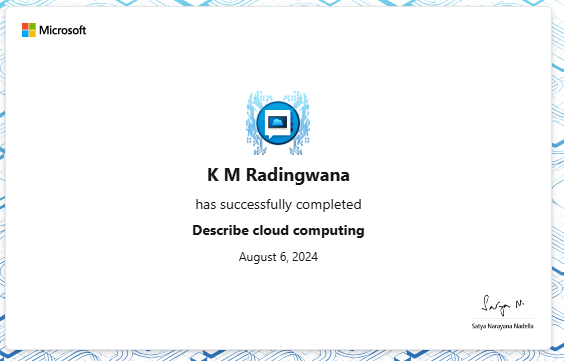 Microsoft
K M Radingwana
has successfully completed
Describe cloud computing
August 6, 2024
Satya N.
Satya Narayana Nadella